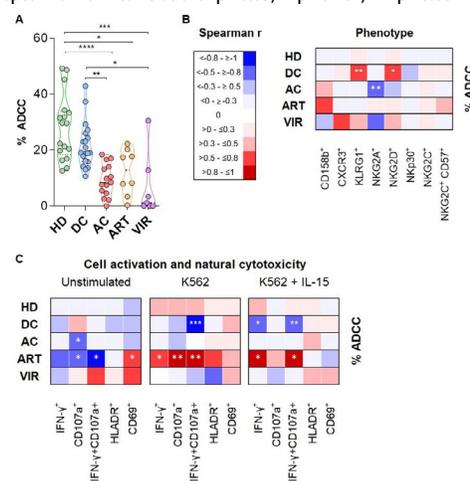 A
% ADCC
60
40
20
0
***
*
****
*
**
HD
DC
AC
ART
VIR
B
Spearman r
<-0.8 - ≥-1
<-0.5 - ≥-0.8
<-0.3 ≥ 0.5
<0 - ≥-0.3
0
>0 - ≤0.3
>0.3 - ≤0.5
>0.5 - ≤0.8
>0.8 - ≤1
Phenotype
HD
DC ** *
AC **
ART
VIR
% ADCC
CD158b⁺
CXCR3⁺
KLRG1⁺
NKG2A⁺
NKG2D⁺
NKp30⁺
NKG2C⁺
NKG2C⁺ CD57⁺
C
Cell activation and natural cytotoxicity
Unstimulated K562 K562 + IL-15
HD
DC *** * **
AC *
ART * * * * ** ** * *
VIR
% ADCC
IFN-γ⁺
CD107a⁺
IFN-γ+CD107a+
HLADR⁺
CD69⁺
IFN-γ⁺
CD107a⁺
IFN-γ+CD107a+
HLADR⁺
CD69⁺
IFN-γ⁺
CD107a⁺
IFN-γ+CD107a+
HLADR⁺
CD69⁺